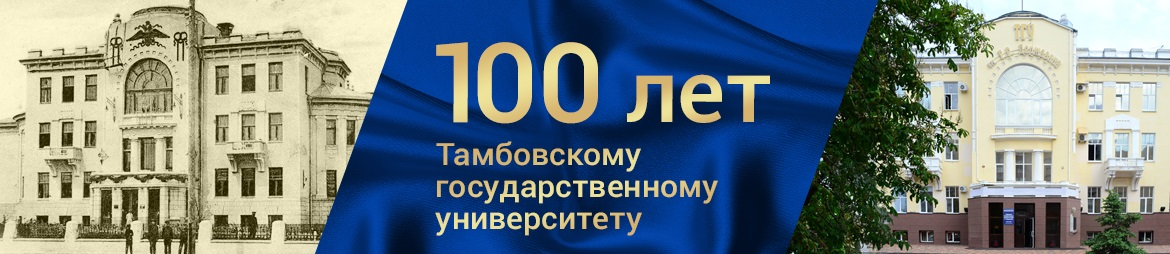 100 лет
Тамбовскому
государственному
университету